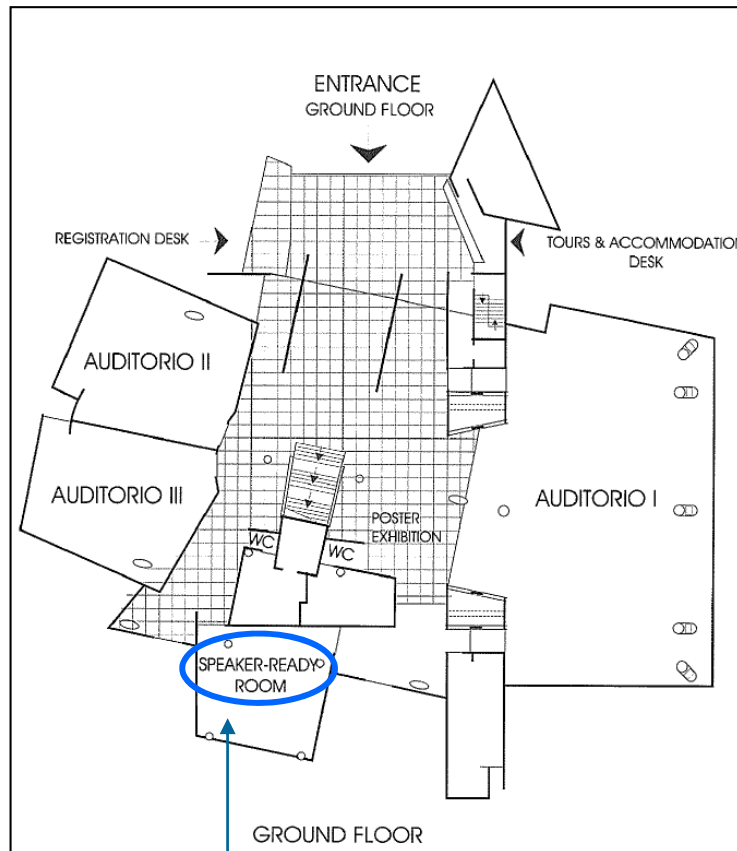 ENTRANCE
GROUND FLOOR
REGISTRATION DESK
TOURS & ACCOMMODATION
DESK
AUDITORIO II
AUDITORIO III
AUDITORIO I
POSTER
EXHIBITION
WC
WC
SPEAKER-READY
ROOM
GROUND FLOOR